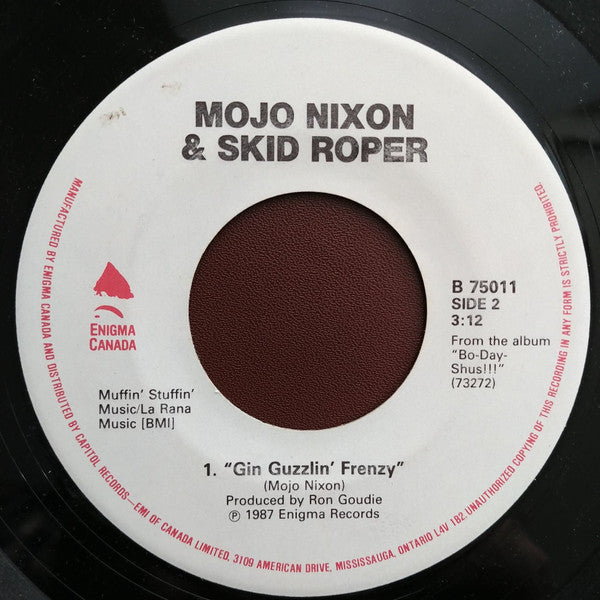 MOJO NIXON
& SKID ROPER
ENIGMA
CANADA
B 75011
SIDE 2
3:12
From the album
"Bo-Day-
Shus!!!"
(73272)
Muffin' Stuffin'
Music/La Rana
Music [BMI]
1. "Gin Guzzlin' Frenzy"
(Mojo Nixon)
Produced by Ron Goudie
℗ 1987 Enigma Records
MANUFACTURED BY ENIGMA CANADA AND DISTRIBUTED BY CAPITOL RECORDS—EMI OF CANADA LIMITED, 3109 AMERICAN DRIVE, MISSISSAUGA, ONTARIO L4V 1B2. UNAUTHORIZED COPYING OF THIS RECORDING IN ANY FORM IS STRICTLY PROHIBITED.